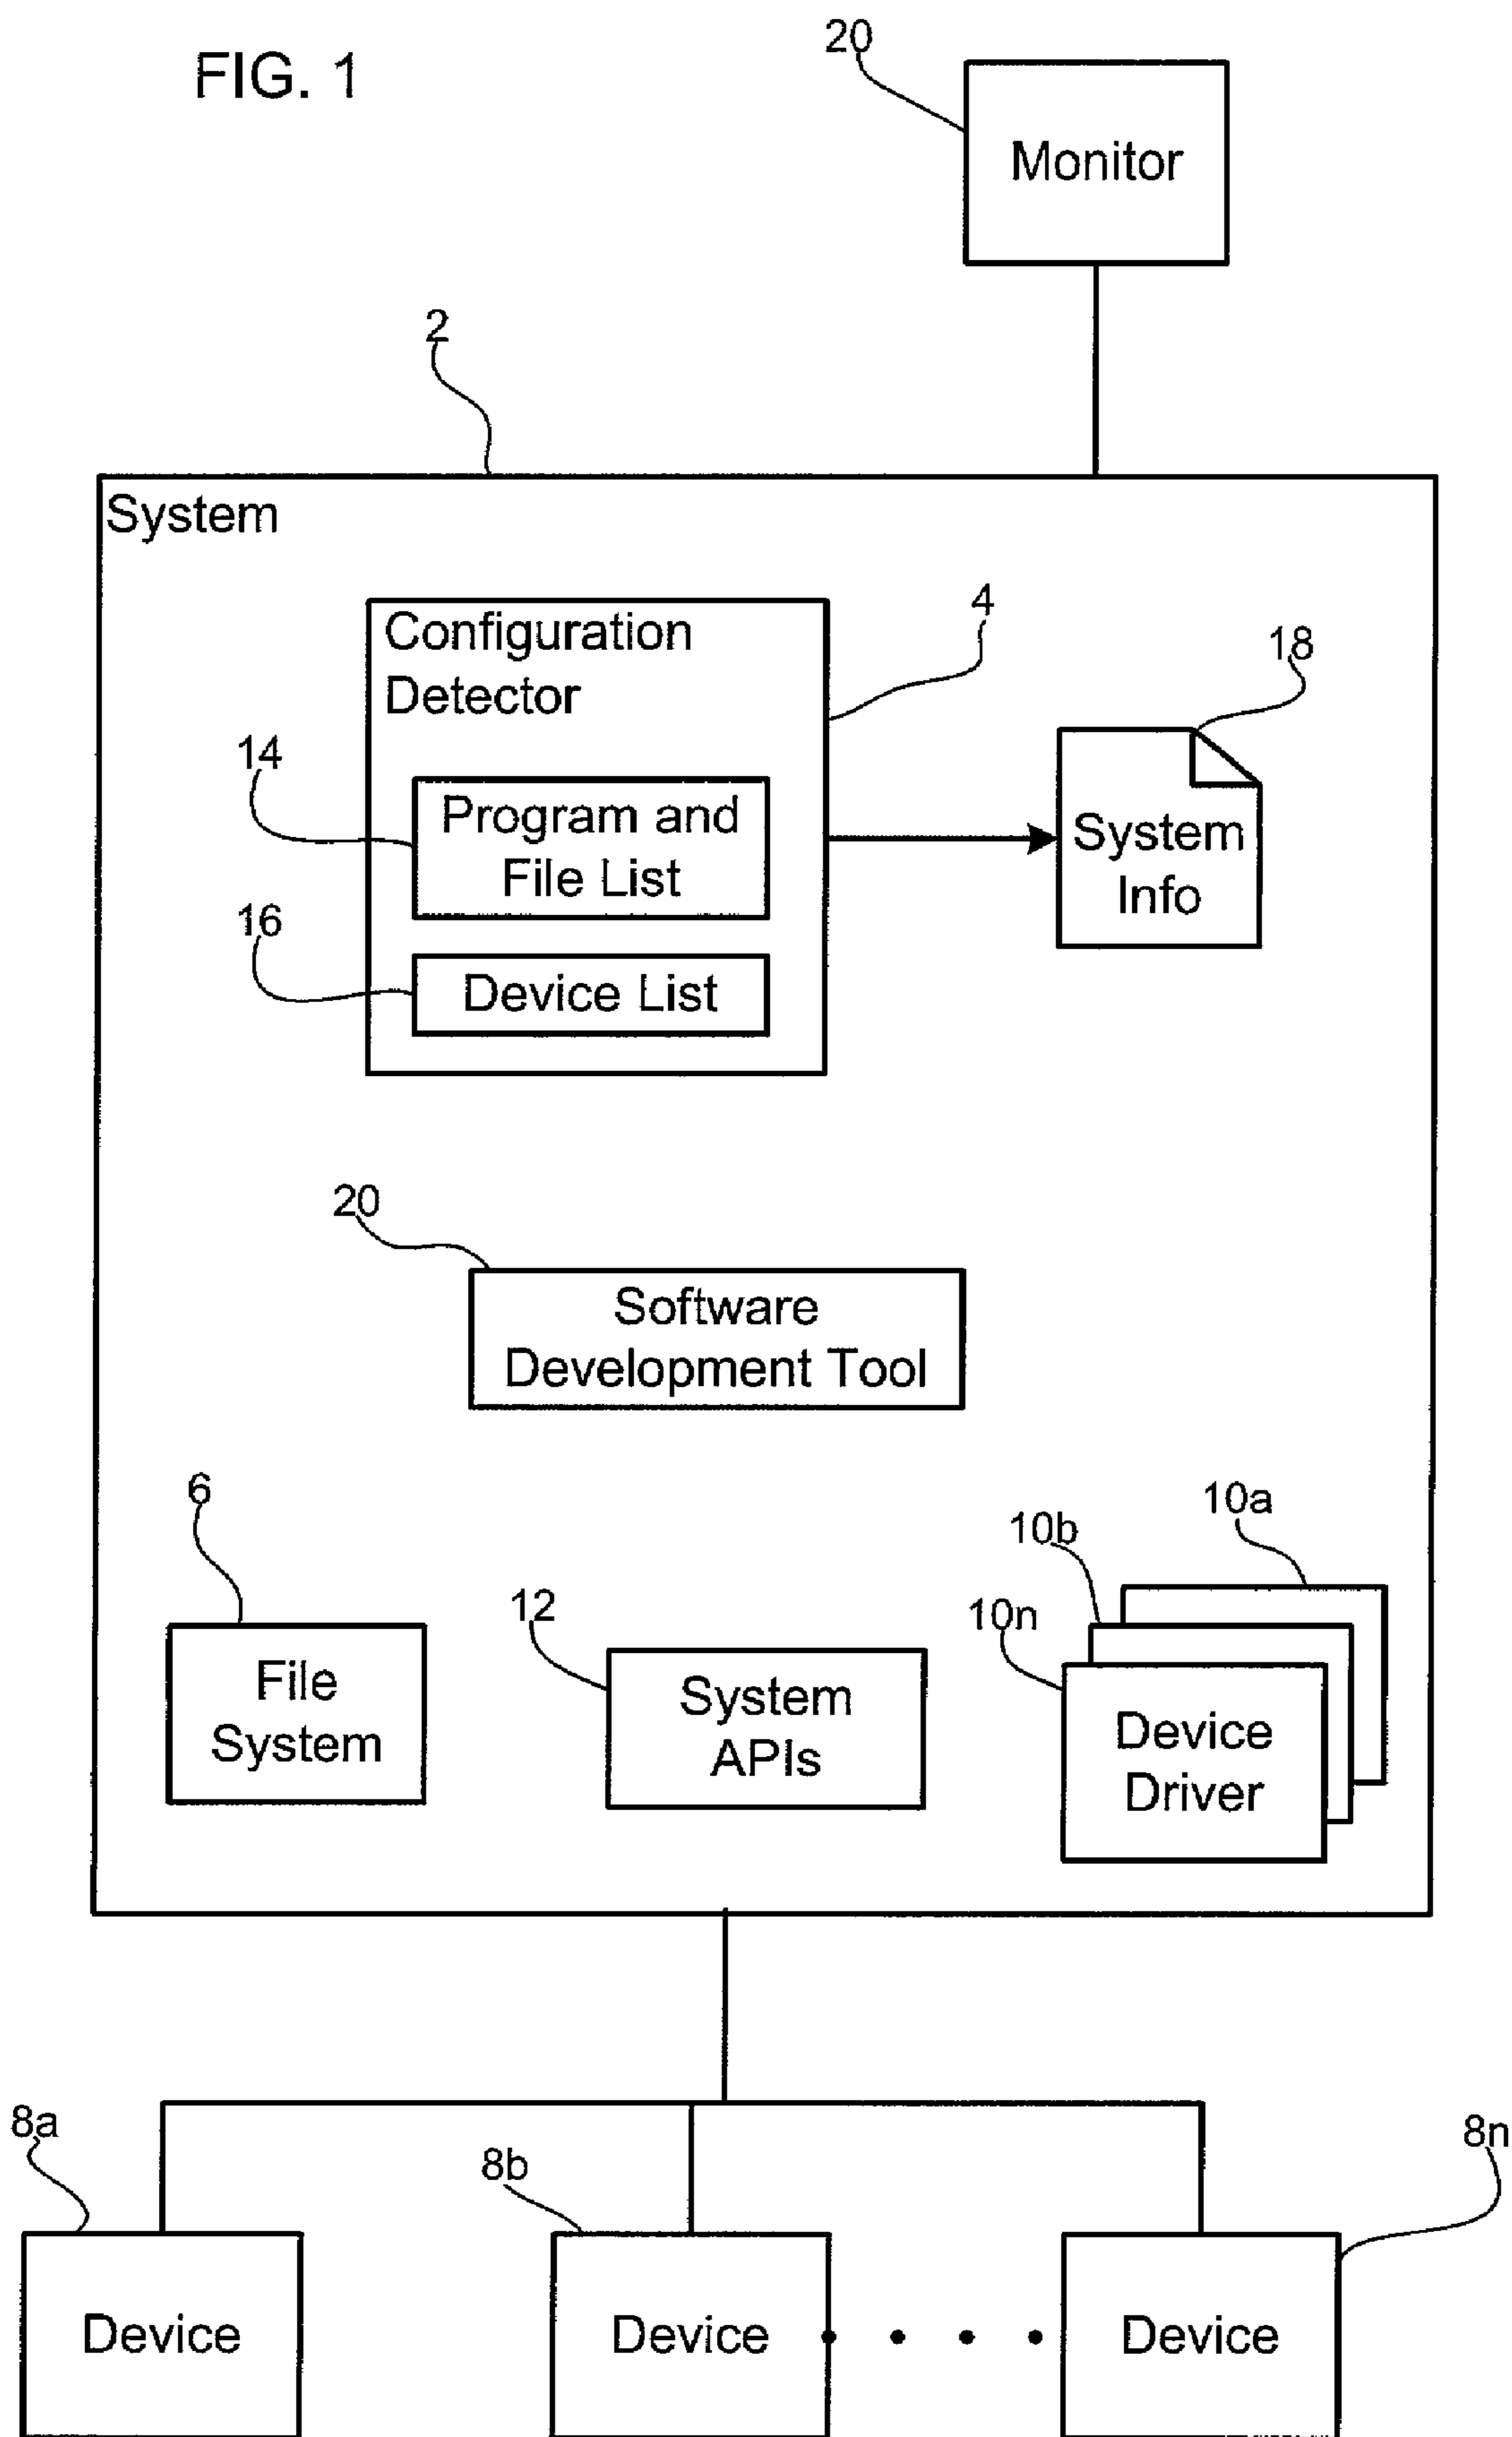 FIG. 1
20
Monitor
2
System
Configuration
Detector
4
18
14
Program and
File List
System
Info
16
Device List
20
Software
Development Tool
6
File
System
12
System
APIs
10a
10b
10n
Device
Driver
8a
Device
8b
Device
8n
Device